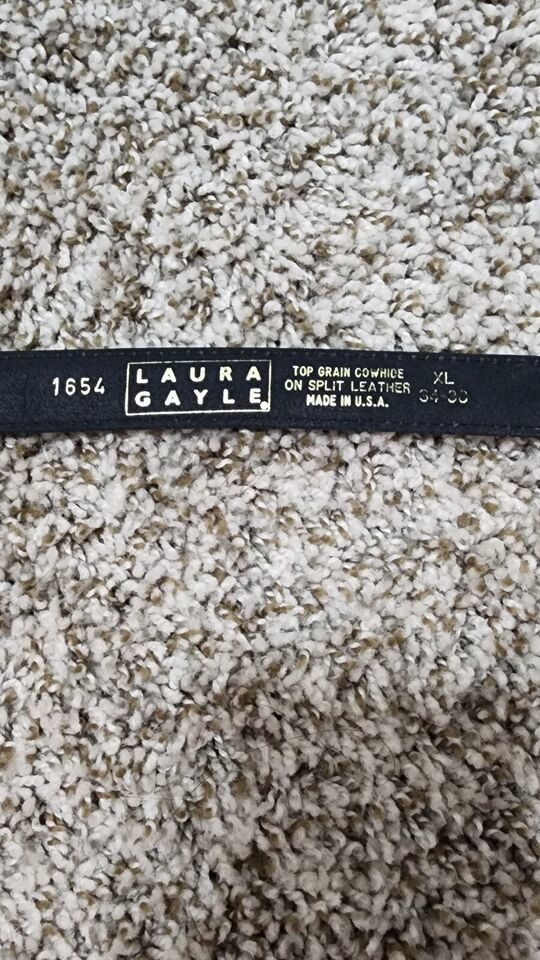 1654
LAURA
GAYLE®
TOP GRAIN COWHIDE
ON SPLIT LEATHER
MADE IN U.S.A.
XL